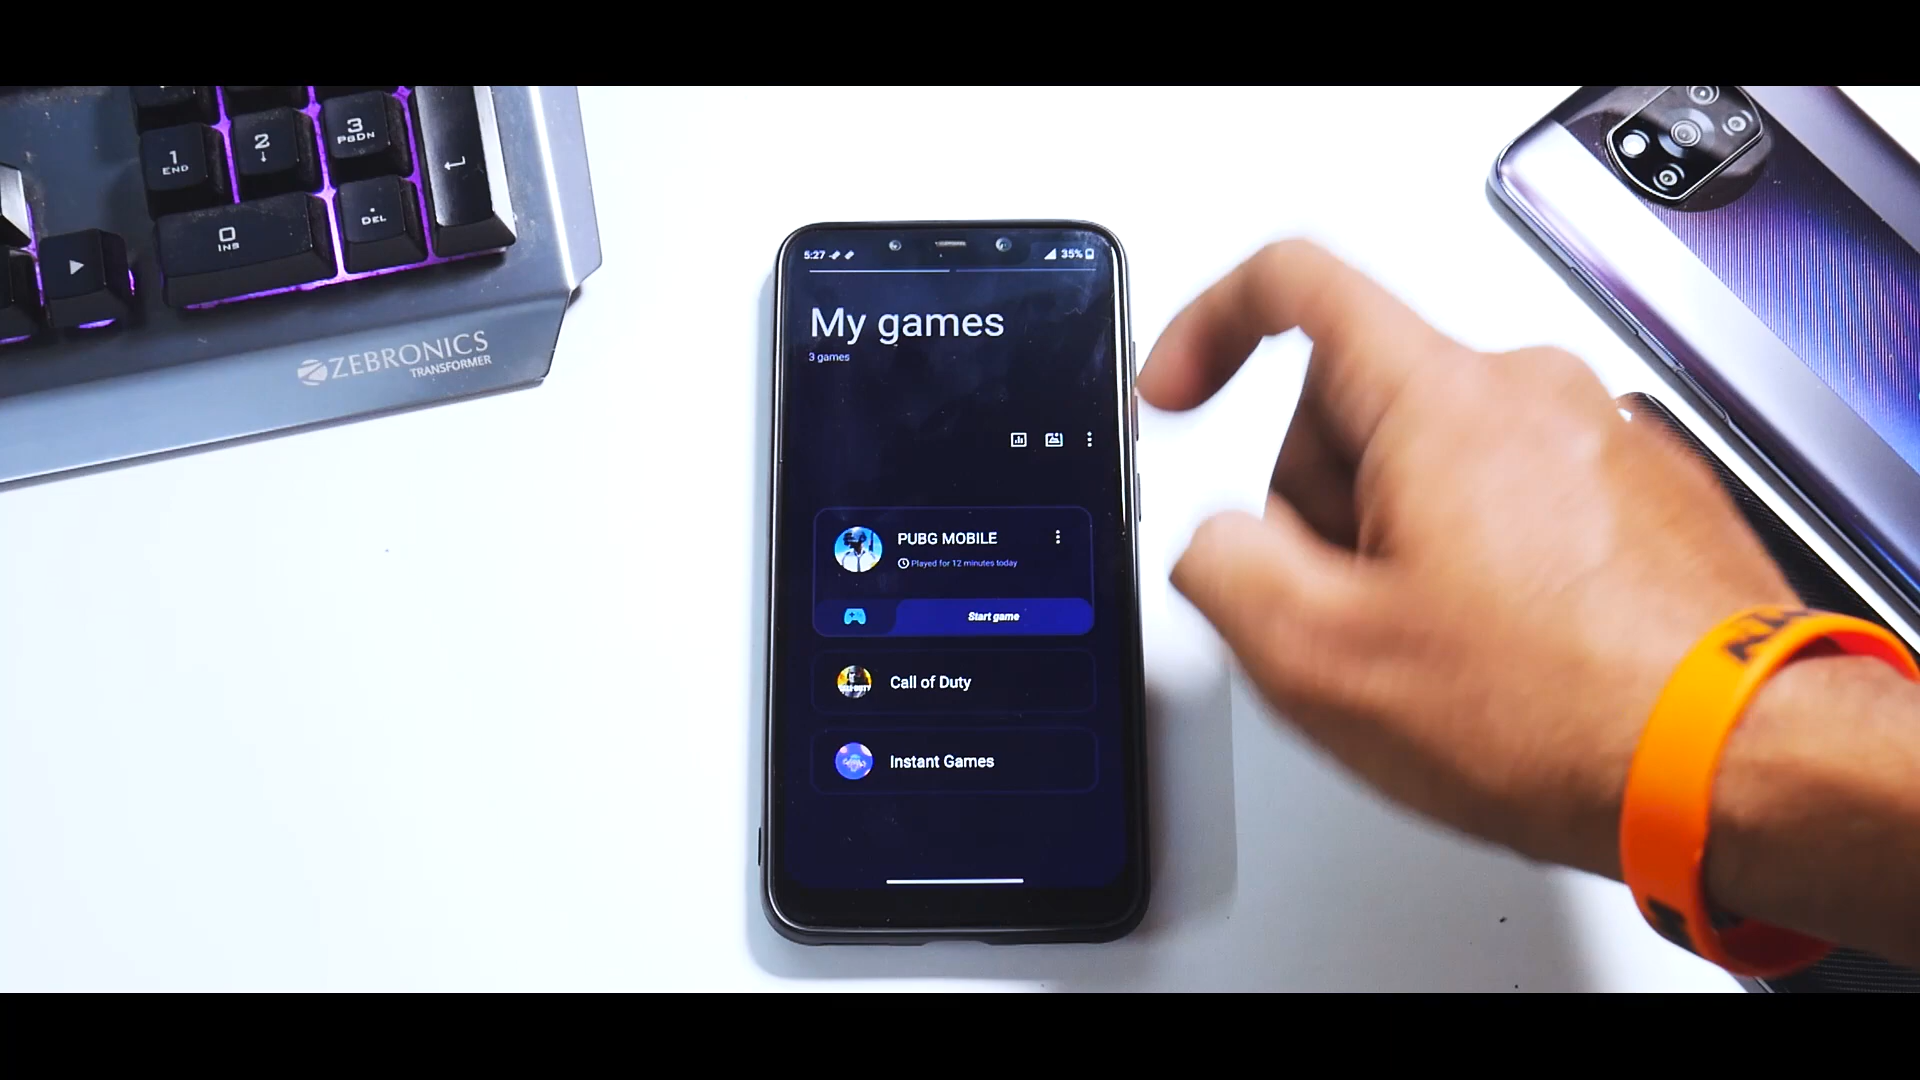 3
PGDN
2
1
END
DEL
0
INS
ZEBRONICS
TRANSFORMER
5:27
35%
My games
3 games
PUBG MOBILE
Played for 12 minutes today
Start game
Call of Duty
Instant Games